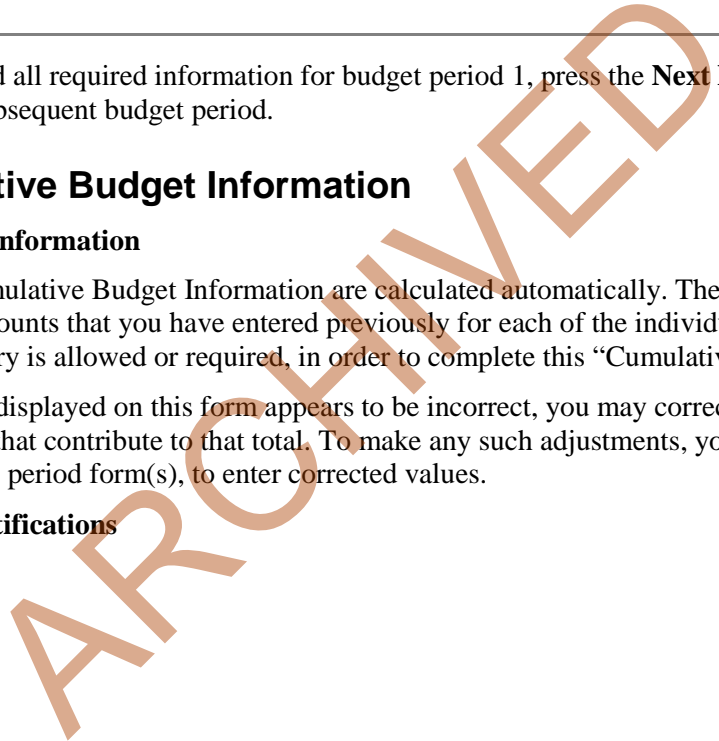 d all required information for budget period 1, press the Next
bsequent budget period.
tive Budget Information
nformation
ulative Budget Information are calculated automatically. The
ounts that you have entered previously for each of the individ
ry is allowed or required, in order to complete this “Cumulativ
displayed on this form appears to be incorrect, you may correc
hat contribute to that total. To make any such adjustments, yo
period form(s), to enter corrected values.
tifications
ARCHIVED